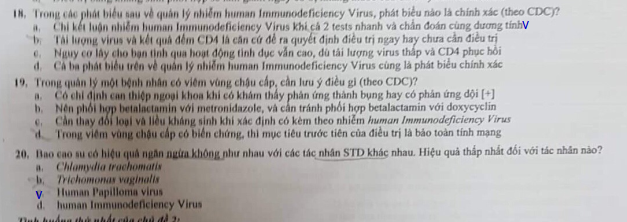 18. Trong các phát biểu sau về quản lý nhiễm human Immunodeficiency Virus, phát biểu nào là chính xác (theo CDC)?
a. Chỉ kết luận nhiễm human Immunodeficiency Virus khi cả 2 tests nhanh và chẩn đoán cùng dương tính V
b. Tải lượng virus và kết quả đếm CD4 là căn cứ để ra quyết định điều trị ngay hay chưa cần điều trị
c. Nguy cơ lây cho bạn tình qua hoạt động tình dục vẫn cao, dù tải lượng virus thấp và CD4 phục hồi
d. Cả ba phát biểu trên về quản lý nhiễm human Immunodeficiency Virus cùng là phát biểu chính xác
19. Trong quản lý một bệnh nhân có viêm vùng chậu cấp, cần lưu ý điều gì (theo CDC)?
a. Có chỉ định can thiệp ngoại khoa khi có khám thấy phản ứng thành bụng hay có phản ứng dội [+]
b. Nên phối hợp betalactamin với metronidazole, và cần tránh phối hợp betalactamin với doxycyclin
c. Cần thay đổi loại và liều kháng sinh khi xác định có kèm theo nhiễm human Immunodeficiency Virus
d. Trong viêm vùng chậu cấp có biến chứng, thì mục tiêu trước tiên của điều trị là bảo toàn tính mạng
20. Bao cao su có hiệu quả ngăn ngừa không như nhau với các tác nhân STD khác nhau. Hiệu quả thấp nhất đối với tác nhân nào?
a. Chlamydia trachomatis
b. Trichomonas vaginalis
V Human Papilloma virus
d. human Immunodeficiency Virus
Tình huống thứ nhất của chủ đề 2: